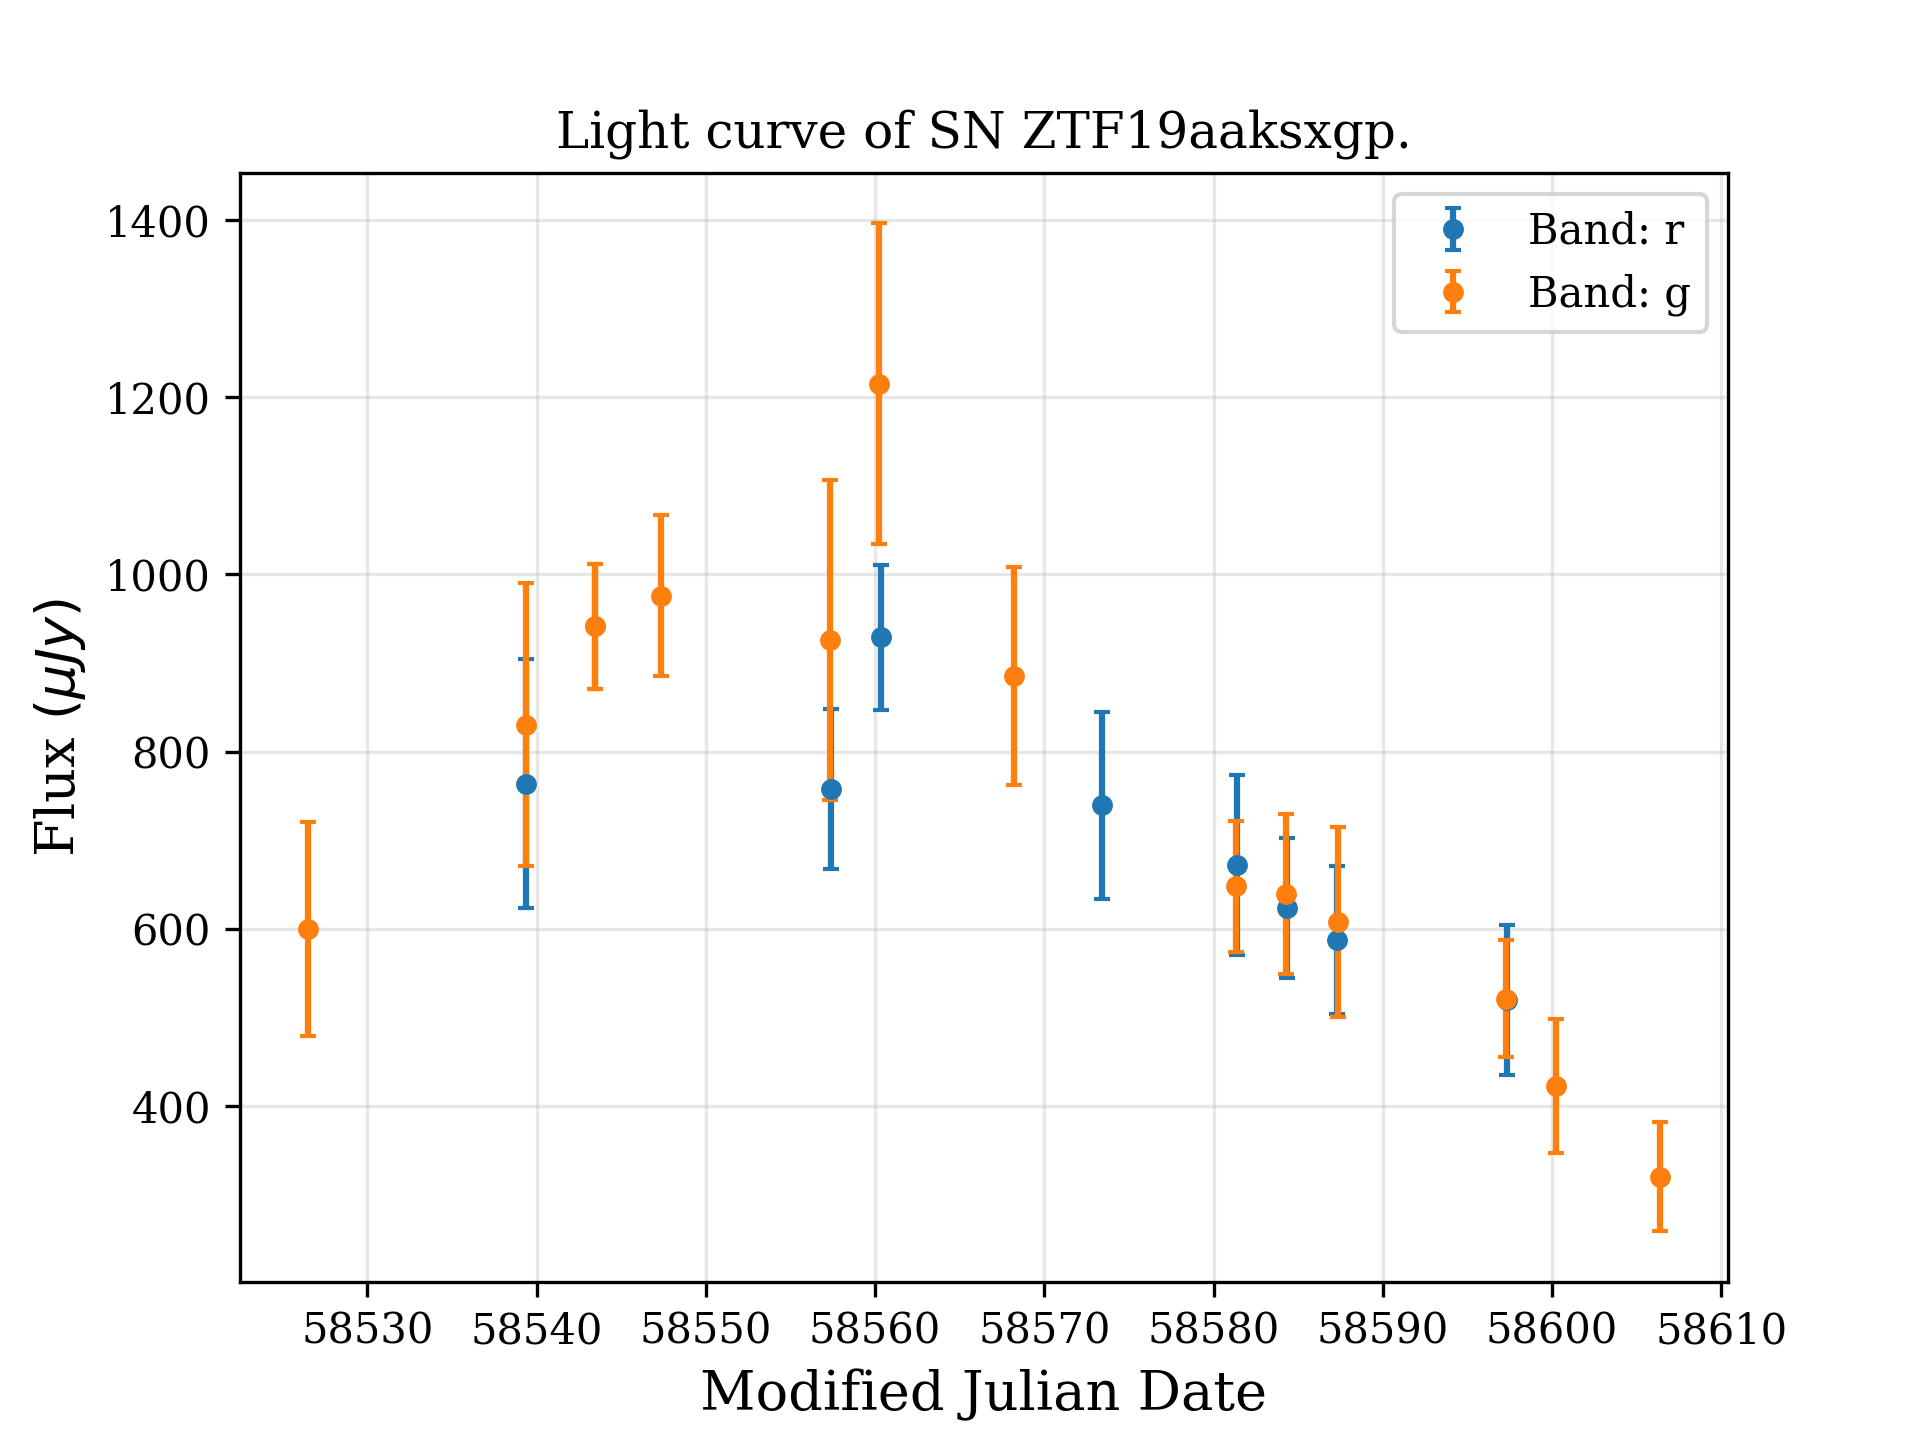 Light curve of SN ZTF19aaksxgp.
Band: r
Band: g
1400
1200
1000
800
600
400
Flux (μJy)
58530 58540 58550 58560 58570 58580 58590 58600 58610
Modified Julian Date